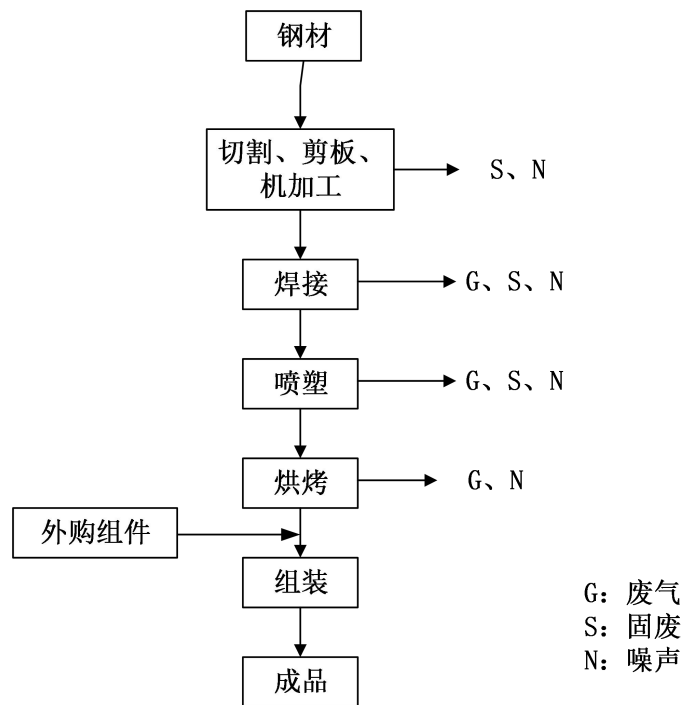 钢材
切割、剪板、
机加工
S、N
焊接
G、S、N
喷塑
G、S、N
烘烤
G、N
外购组件
组装
成品
G: 废气
S: 固废
N: 噪声